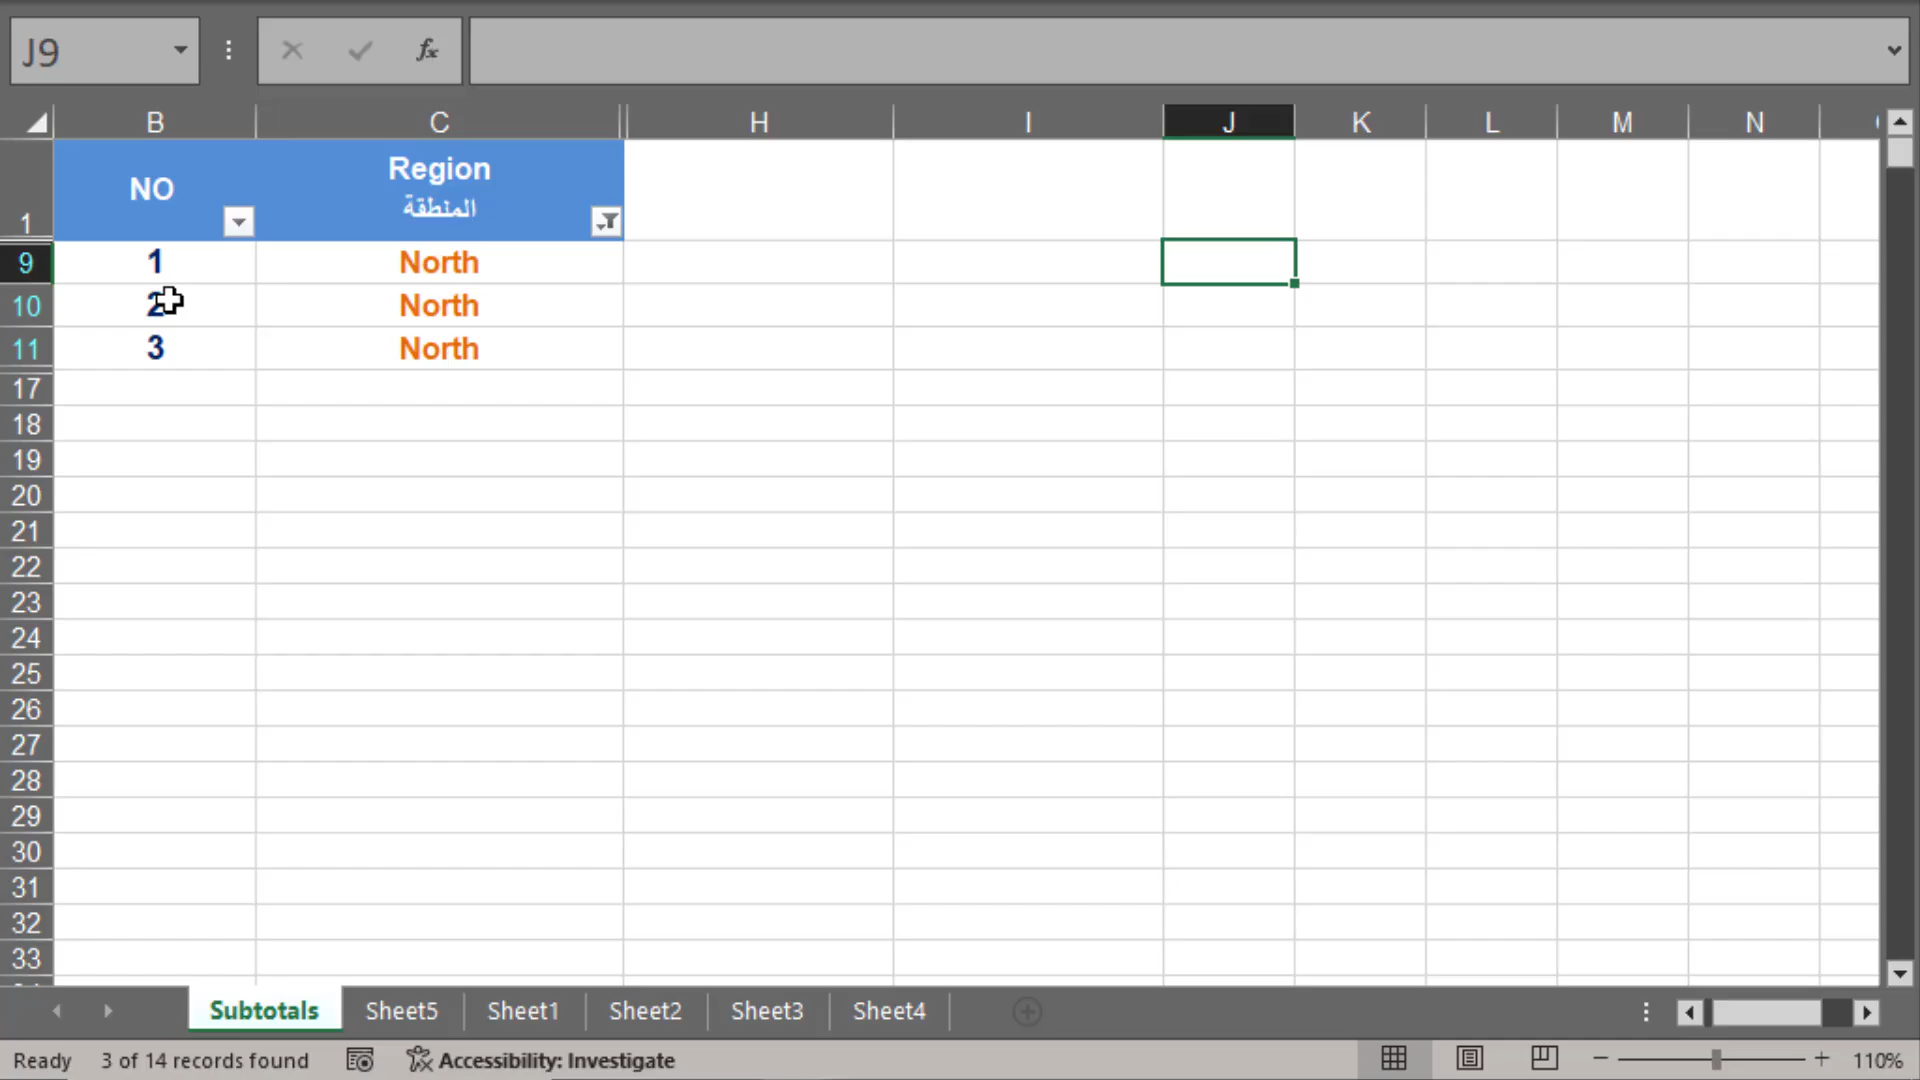 J9
fx
B C H I J K L M N
1 NO Region
المنطقة
9 1 North
10 2 North
11 3 North
17
18
19
20
21
22
23
24
25
26
27
28
29
30
31
32
33
Subtotals Sheet5 Sheet1 Sheet2 Sheet3 Sheet4
Ready 3 of 14 records found Accessibility: Investigate 110%